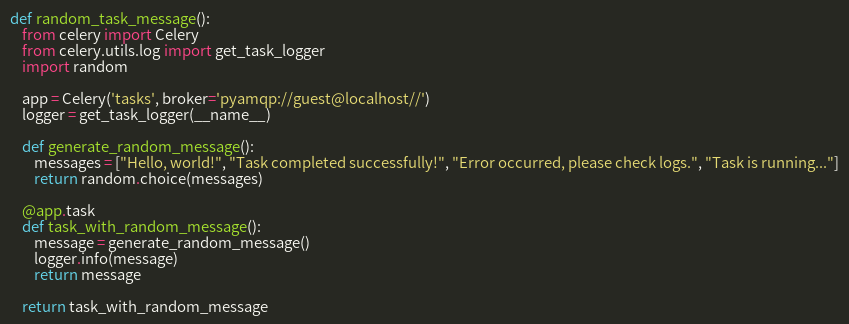 def random_task_message():
    from celery import Celery
    from celery.utils.log import get_task_logger
    import random

    app = Celery('tasks', broker='pyamqp://guest@localhost//')
    logger = get_task_logger(__name__)

    def generate_random_message():
        messages = ["Hello, world!", "Task completed successfully!", "Error occurred, please check logs.", "Task is running..."]
        return random.choice(messages)

    @app.task
    def task_with_random_message():
        message = generate_random_message()
        logger.info(message)
        return message

    return task_with_random_message